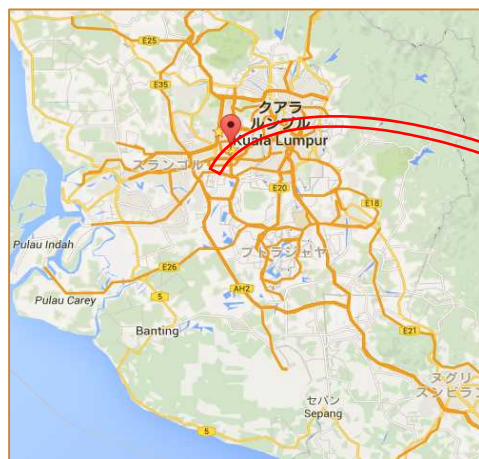 E25
E35
クアラ
ルンプル
Kuala Lumpur
スランゴル
E20
E18
Pulau Indah
プトラジャヤ
E26
Pulau Carey
5
AH2
Banting
E21
ヌグリ
スンビラン
セパン
Sepang
5